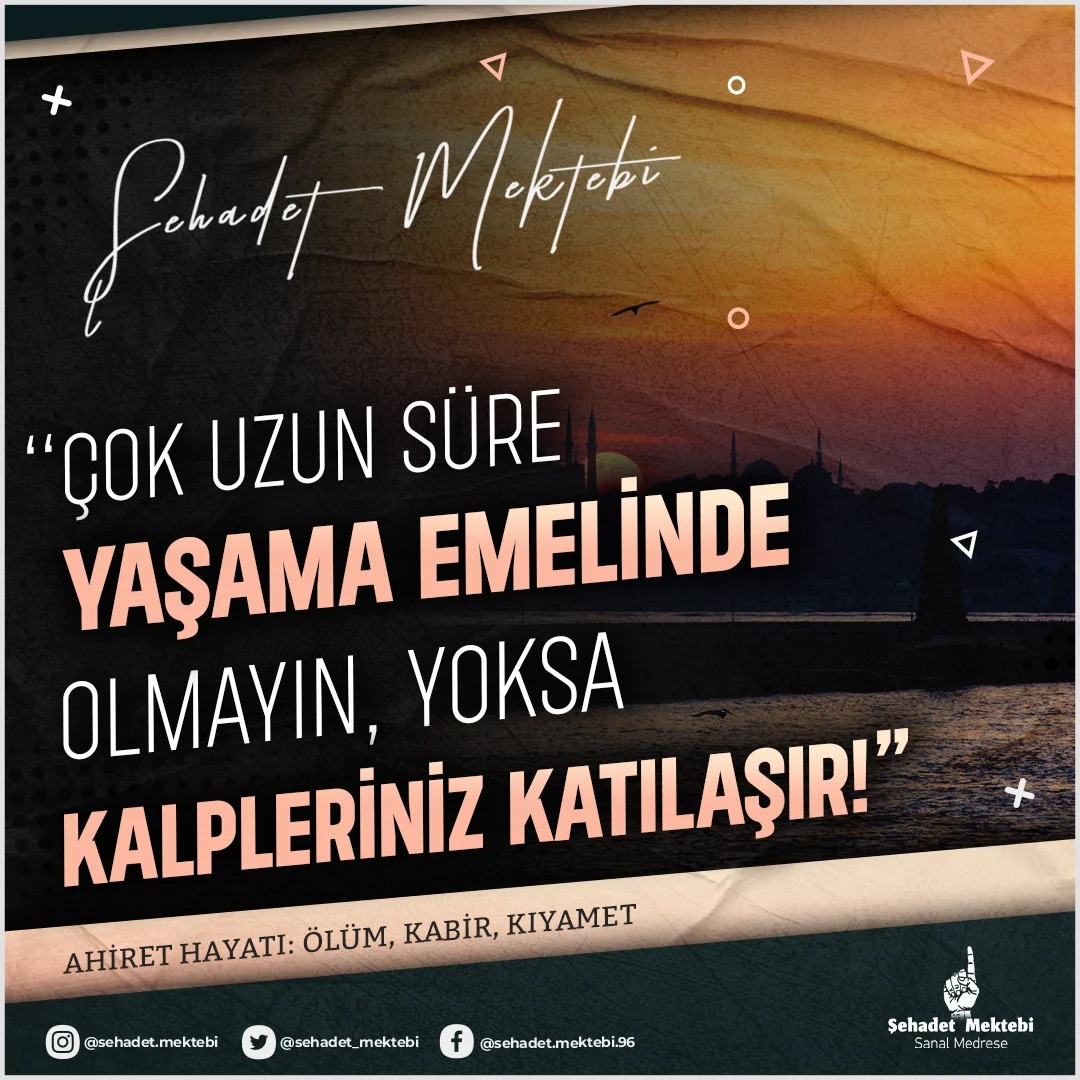 Şehadet Mektebi
“ÇOK UZUN SÜRE
YAŞAMA EMELİNDE
OLMAYIN, YOKSA
KALPLERİNİZ KATILAŞIR!”
AHİRET HAYATI: ÖLÜM, KABİR, KIYAMET
@sehadet.mektebi @sehadet_mektebi @sehadet.mektebi.96
Şehadet Mektebi
Sanal Medrese